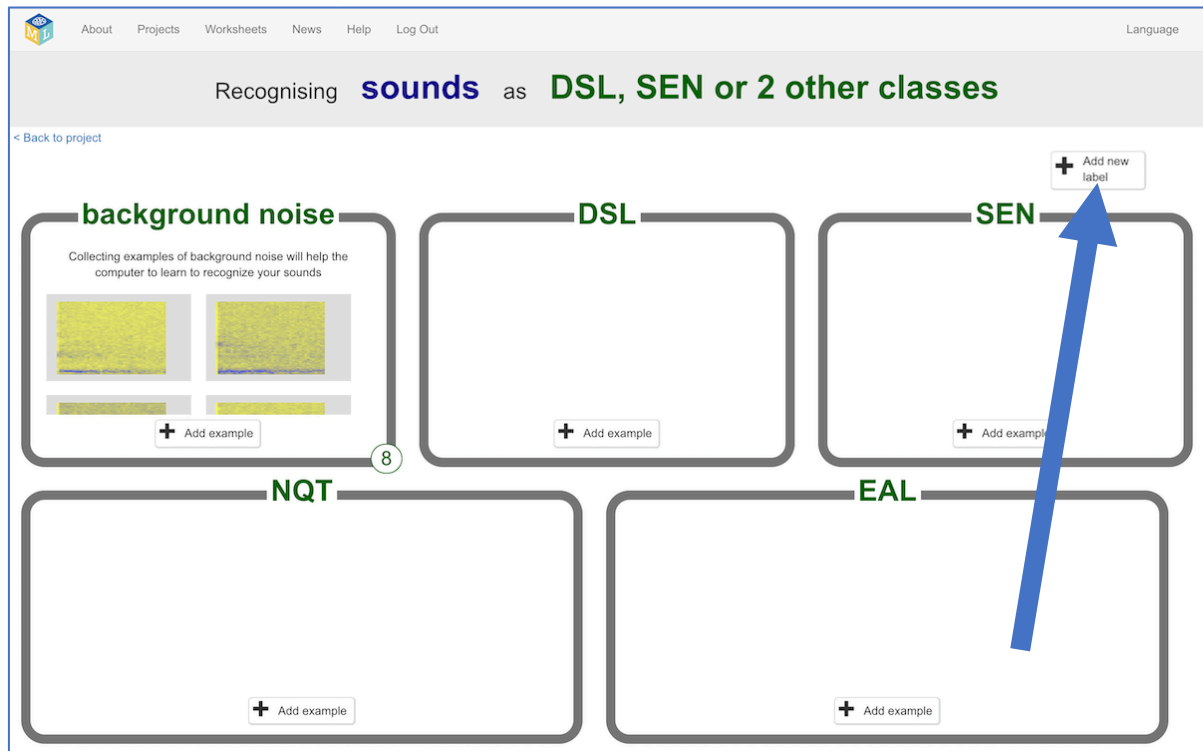 M L
About Projects Worksheets News Help Log Out Language
Recognising sounds as DSL, SEN or 2 other classes
< Back to project
Add new
label
background noise
Collecting examples of background noise will help the
computer to learn to recognize your sounds
Add example
8
DSL
Add example
SEN
Add example
NQT
Add example
EAL
Add example